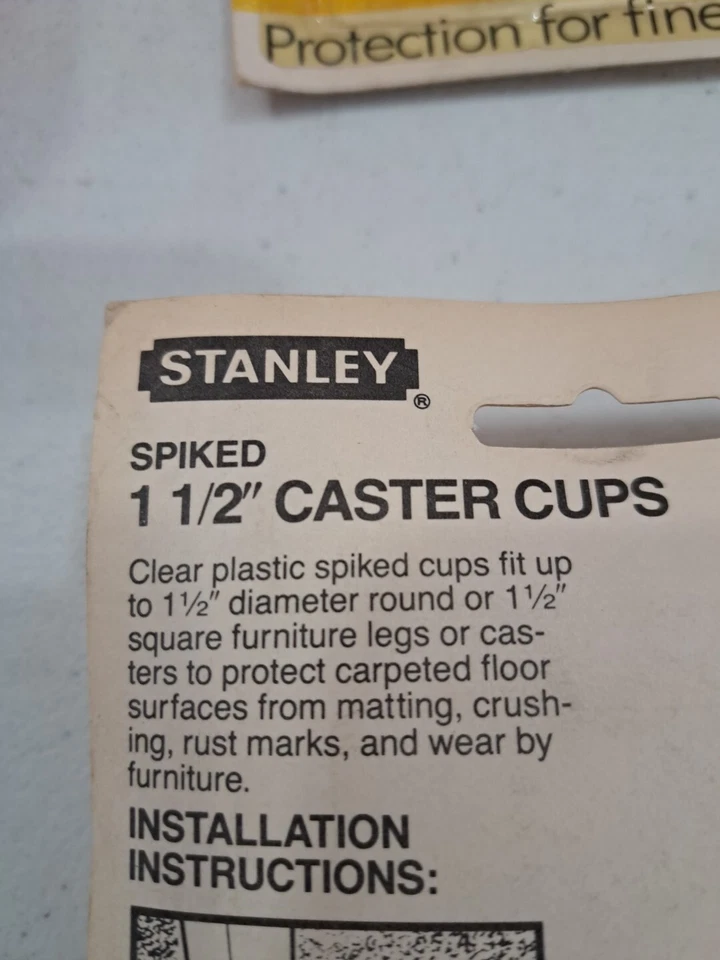 Protection for fine
STANLEY®
SPIKED
1 1/2" CASTER CUPS
Clear plastic spiked cups fit up
to 1½" diameter round or 1½"
square furniture legs or cas-
ters to protect carpeted floor
surfaces from matting, crush-
ing, rust marks, and wear by
furniture.
INSTALLATION
INSTRUCTIONS: